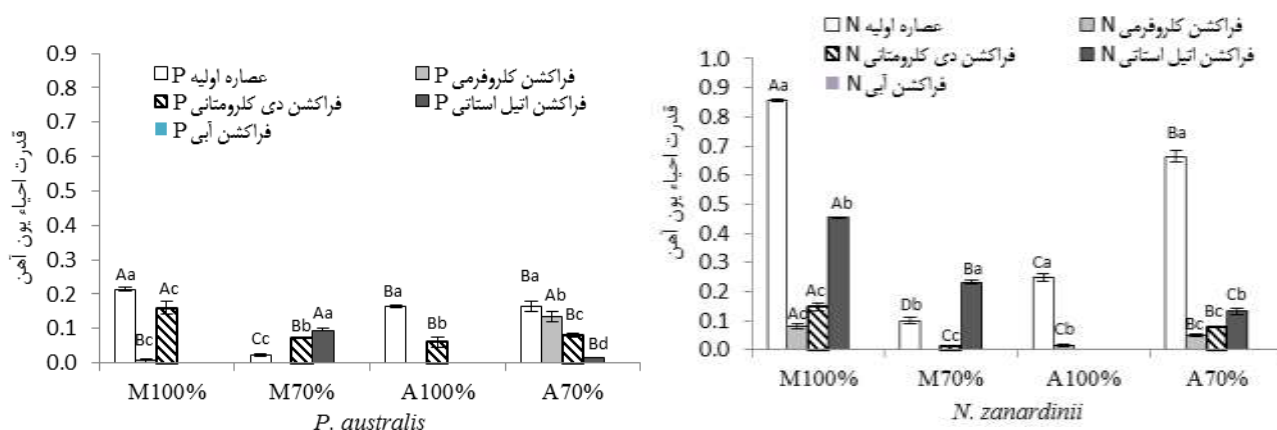 قدرت احیاء یون آهن
0.9
0.8
0.7
0.6
0.5
0.4
0.3
0.2
0.1
0.0
عصاره اولیه P
فراکشن کلروفرمی P
فراکشن دی کلرومتانی P
فراکشن اتیل استاتی P
فراکشن آبی P
Aa
Bc
Ac
Cc
Bb
Aa
Ba
Bb
Ba
Ab
Bc
Bd
M100%
M70%
A100%
A70%
P. australis
قدرت احیاء یون آهن
1.0
0.9
0.8
0.7
0.6
0.5
0.4
0.3
0.2
0.1
0.0
عصاره اولیه N
فراکشن کلروفرمی N
فراکشن دی کلرومتانی N
فراکشن اتیل استاتی N
فراکشن آبی N
Aa
Ac
Ac
Ab
Db
Cc
Ba
Ca
Cb
Ba
Bc
Bc
Cb
M100%
M70%
A100%
A70%
N. zanardinii